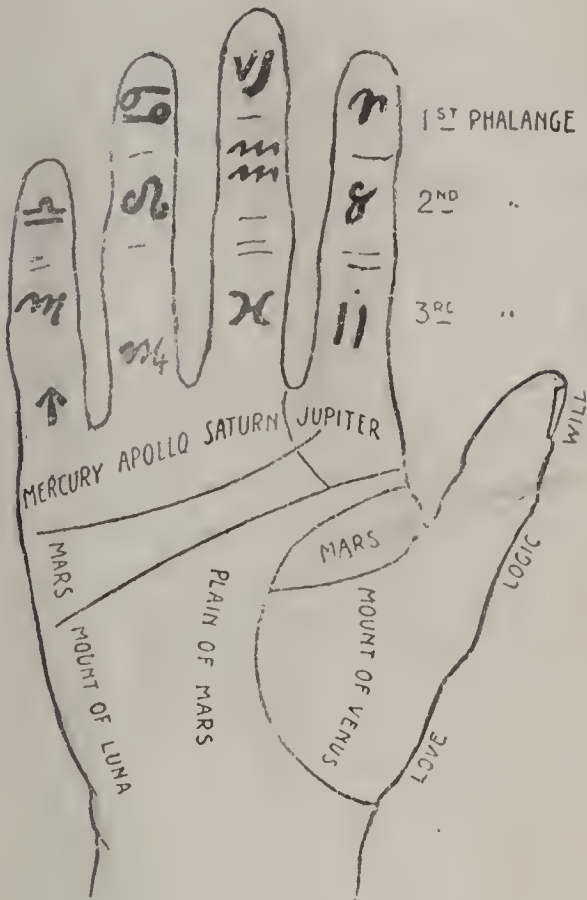 ♑
♋
♈
1ST PHALANGE
♒
♎
♌
♉
2ND "
♏
♍
♓
♊
3RD "
♐
MERCURY APOLLO SATURN JUPITER
WILL
MARS
MARS
LOGIC
MOUNT OF LUNA
PLAIN OF MARS
MOUNT OF VENUS
LOVE